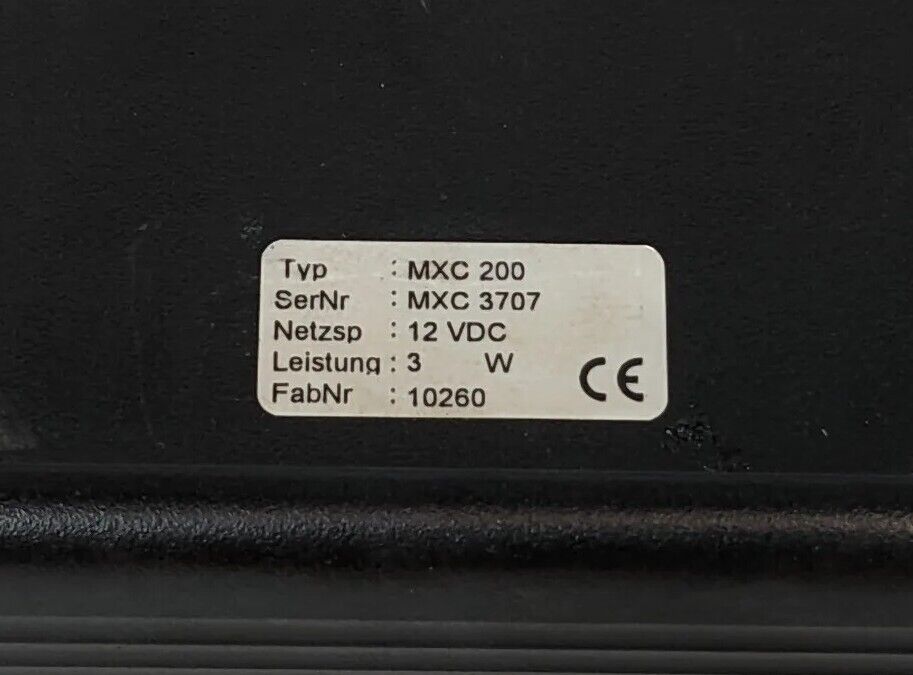 Typ : MXC 200
SerNr : MXC 3707
Netzsp : 12 VDC
Leistung : 3 W
FabNr : 10260
CE